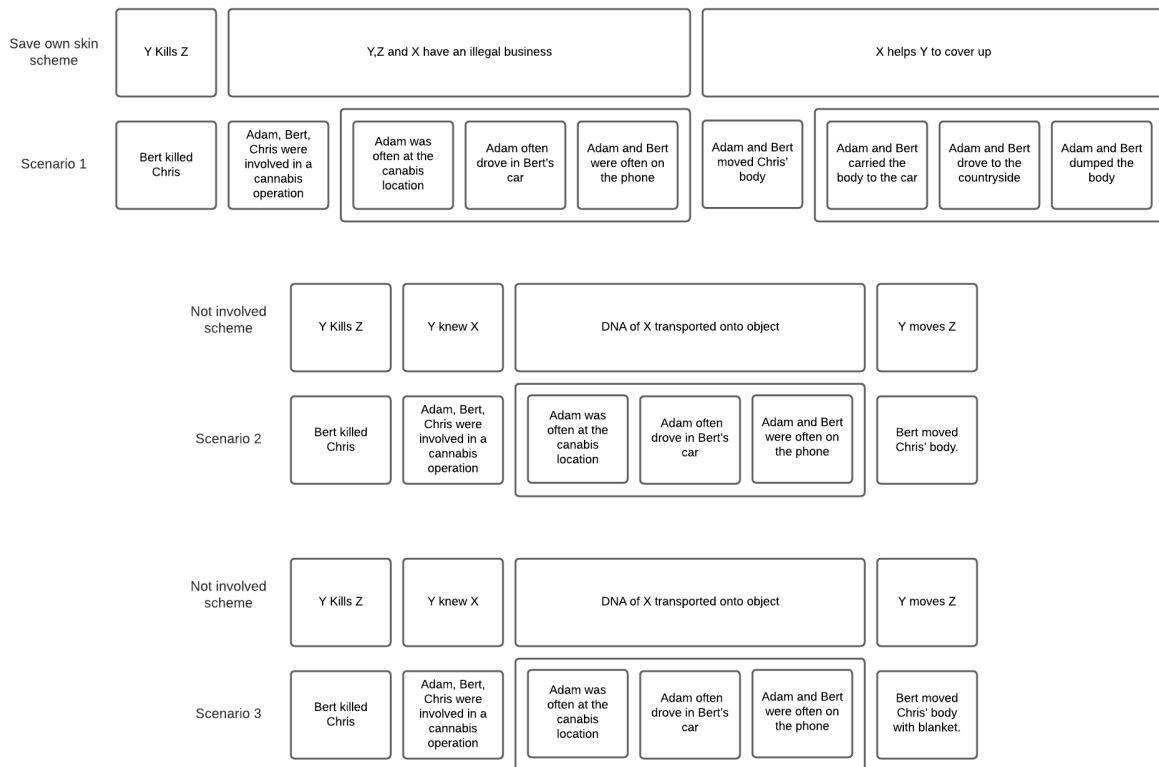 Save own skin
scheme
Y Kills Z
Y,Z and X have an illegal business
X helps Y to cover up
Scenario 1
Bert killed
Chris
Adam, Bert,
Chris were
involved in a
cannabis
operation
Adam was
often at the
canabis
location
Adam often
drove in Bert's
car
Adam and Bert
were often on
the phone
Adam and Bert
moved Chris'
body
Adam and Bert
carried the
body to the car
Adam and Bert
drove to the
countryside
Adam and Bert
dumped the
body
Not involved
scheme
Y Kills Z
Y knew X
DNA of X transported onto object
Y moves Z
Scenario 2
Bert killed
Chris
Adam, Bert,
Chris were
involved in a
cannabis
operation
Adam was
often at the
canabis
location
Adam often
drove in Bert's
car
Adam and Bert
were often on
the phone
Bert moved
Chris' body.
Not involved
scheme
Y Kills Z
Y knew X
DNA of X transported onto object
Y moves Z
Scenario 3
Bert killed
Chris
Adam, Bert,
Chris were
involved in a
cannabis
operation
Adam was
often at the
canabis
location
Adam often
drove in Bert's
car
Adam and Bert
were often on
the phone
Bert moved
Chris' body
with blanket.